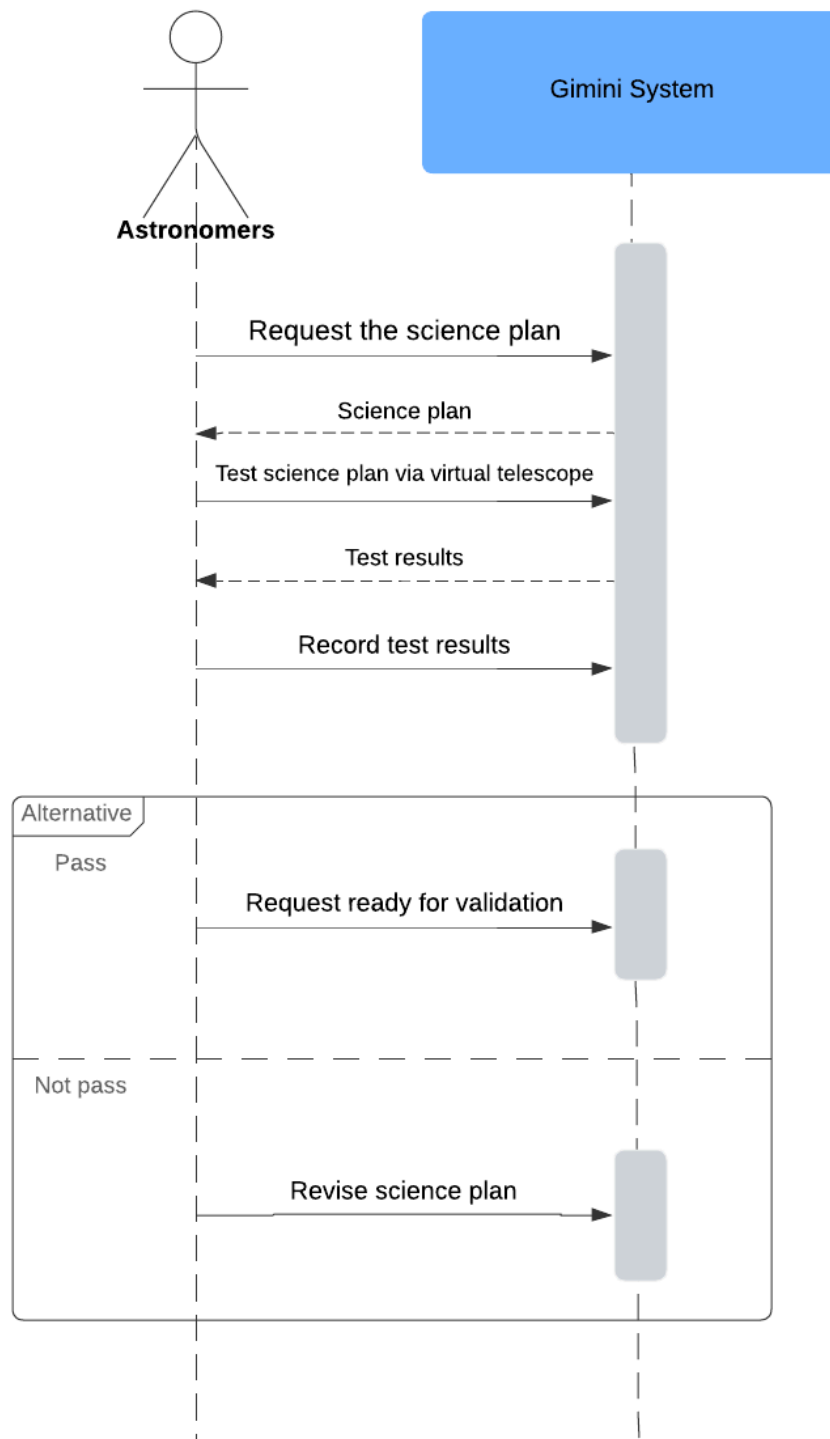 Gimini System
Astronomers
Request the science plan
Science plan
Test science plan via virtual telescope
Test results
Record test results
Alternative
Pass
Request ready for validation
Not pass
Revise science plan